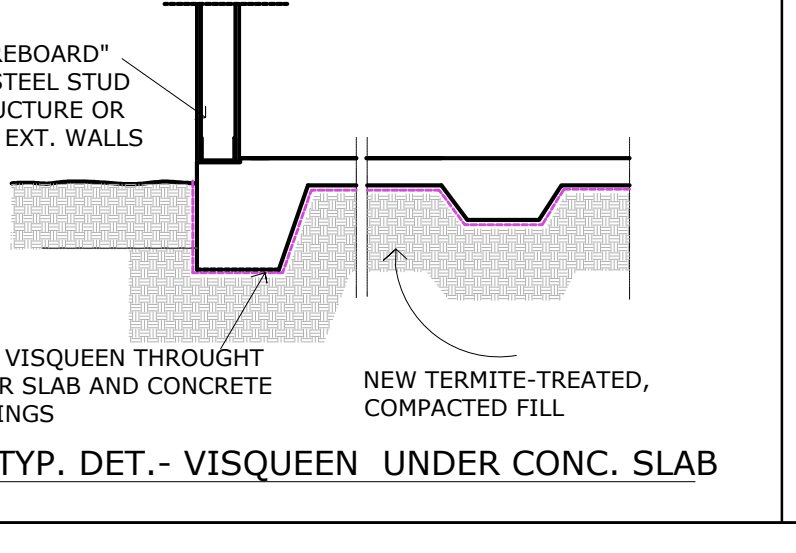 REBOARD"
STEEL STUD
UCTURE OR
EXT. WALLS
VISQUEEN THROUGHT
R SLAB AND CONCRETE
INGS
NEW TERMITE-TREATED,
COMPACTED FILL
TYP. DET.- VISQUEEN UNDER CONC. SLAB